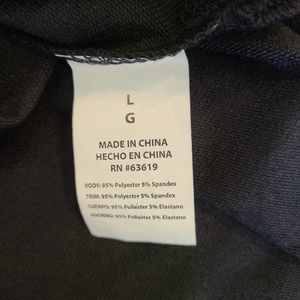 L
G
MADE IN CHINA
HECHO EN CHINA
RN #63619
BODY: 95% Polyester 5% Spandex
TRIM: 95% Polyester 5% Spandex
CUERPO: 95% Poliester 5% Elastano
ADORNO: 95% Poliester 5% Elastano